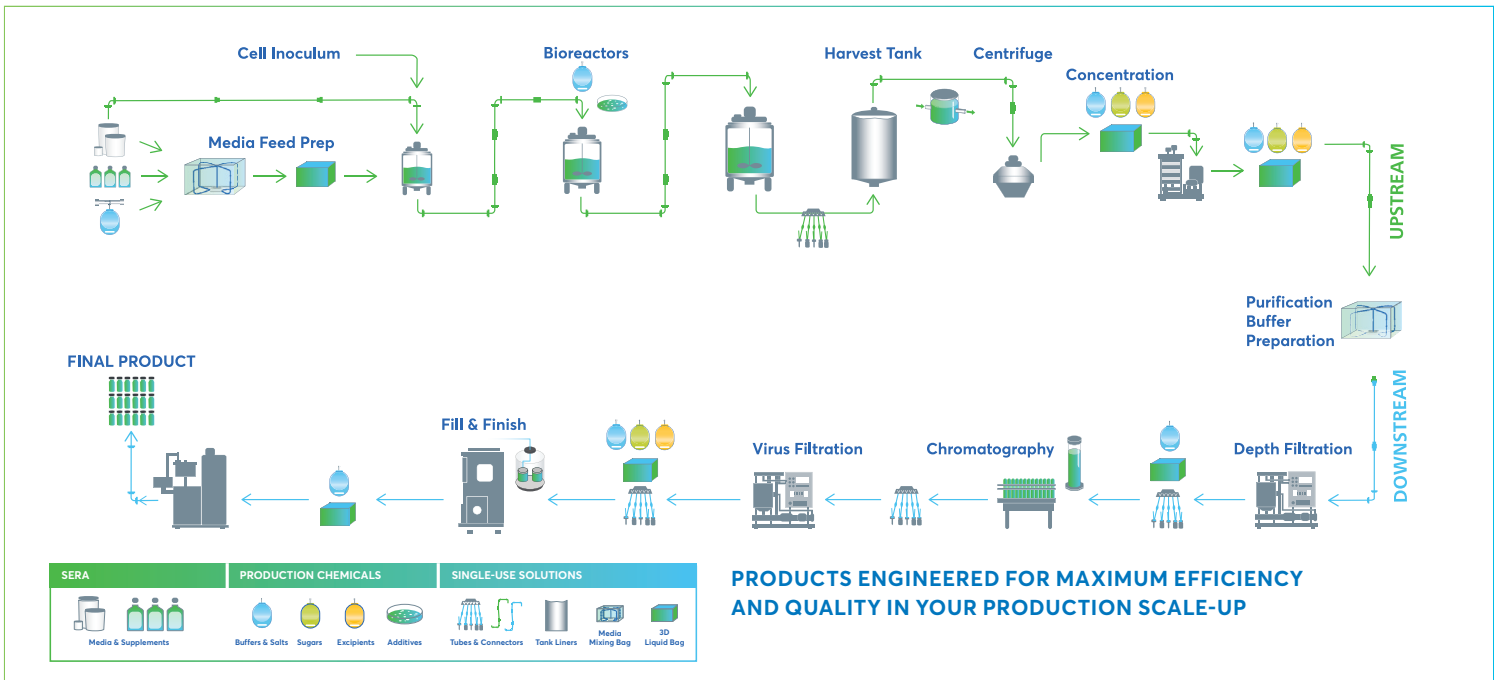 Cell Inoculum
Bioreactors
Harvest Tank
Centrifuge
Concentration
Media Feed Prep
UPSTREAM
Purification
Buffer
Preparation
FINAL PRODUCT
Fill & Finish
Virus Filtration
Chromatography
Depth Filtration
DOWNSTREAM
SERA
PRODUCTION CHEMICALS
SINGLE-USE SOLUTIONS
Media & Supplements
Buffers & Salts
Sugars
Excipients
Additives
Tubes & Connectors
Tank Liners
Media
Mixing Bag
3D
Liquid Bag
PRODUCTS ENGINEERED FOR MAXIMUM EFFICIENCY
AND QUALITY IN YOUR PRODUCTION SCALE-UP